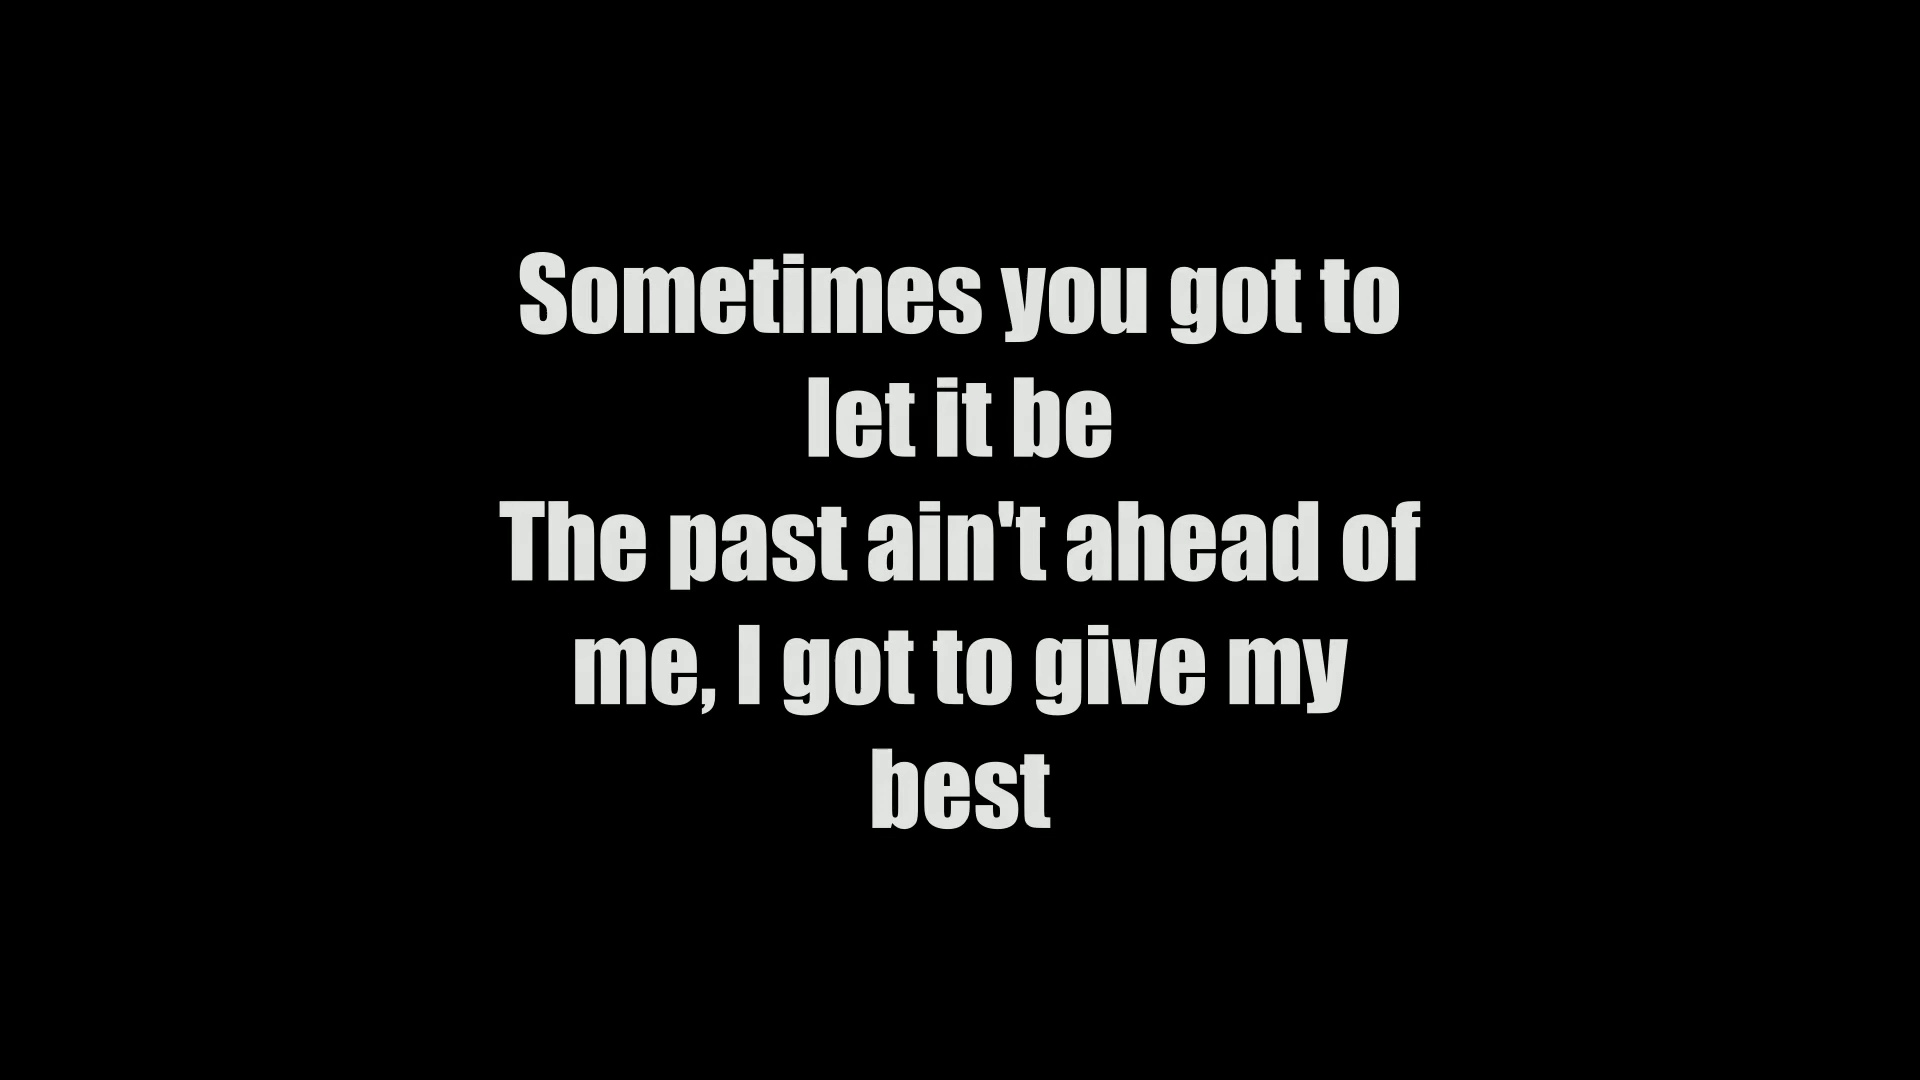 Sometimes you got to
let it be
The past ain't ahead of
me, I got to give my
best